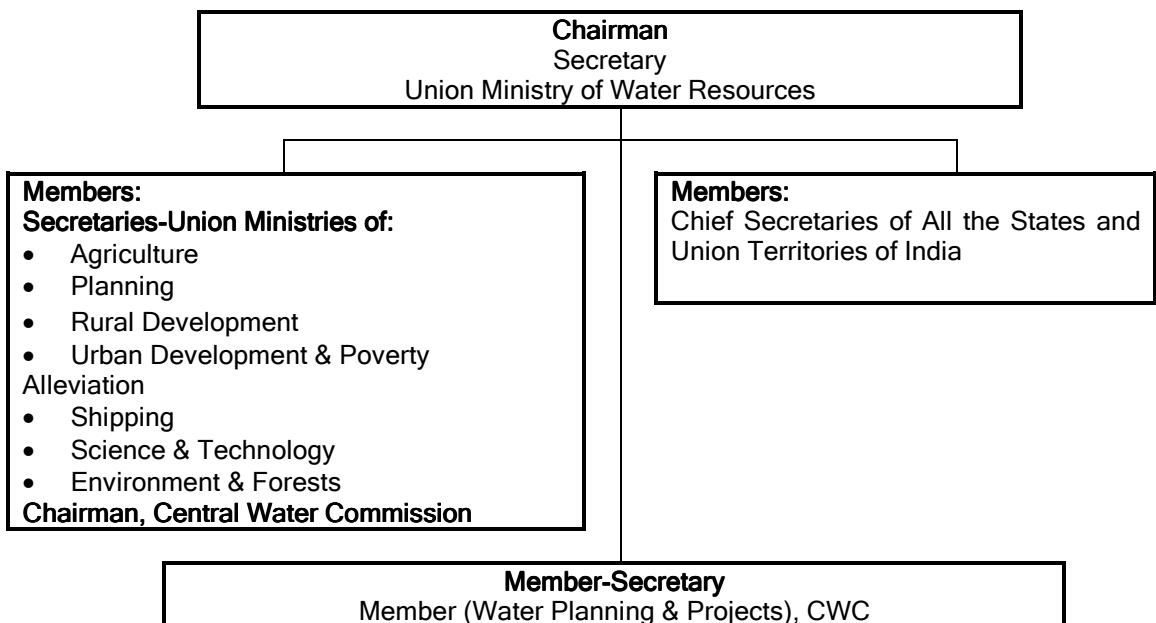 Chairman
Secretary
Union Ministry of Water Resources
Members:
Secretaries-Union Ministries of:
• Agriculture
• Planning
• Rural Development
• Urban Development & Poverty
Alleviation
• Shipping
• Science & Technology
• Environment & Forests
Chairman, Central Water Commission
Members:
Chief Secretaries of All the States and
Union Territories of India
Member-Secretary
Member (Water Planning & Projects), CWC